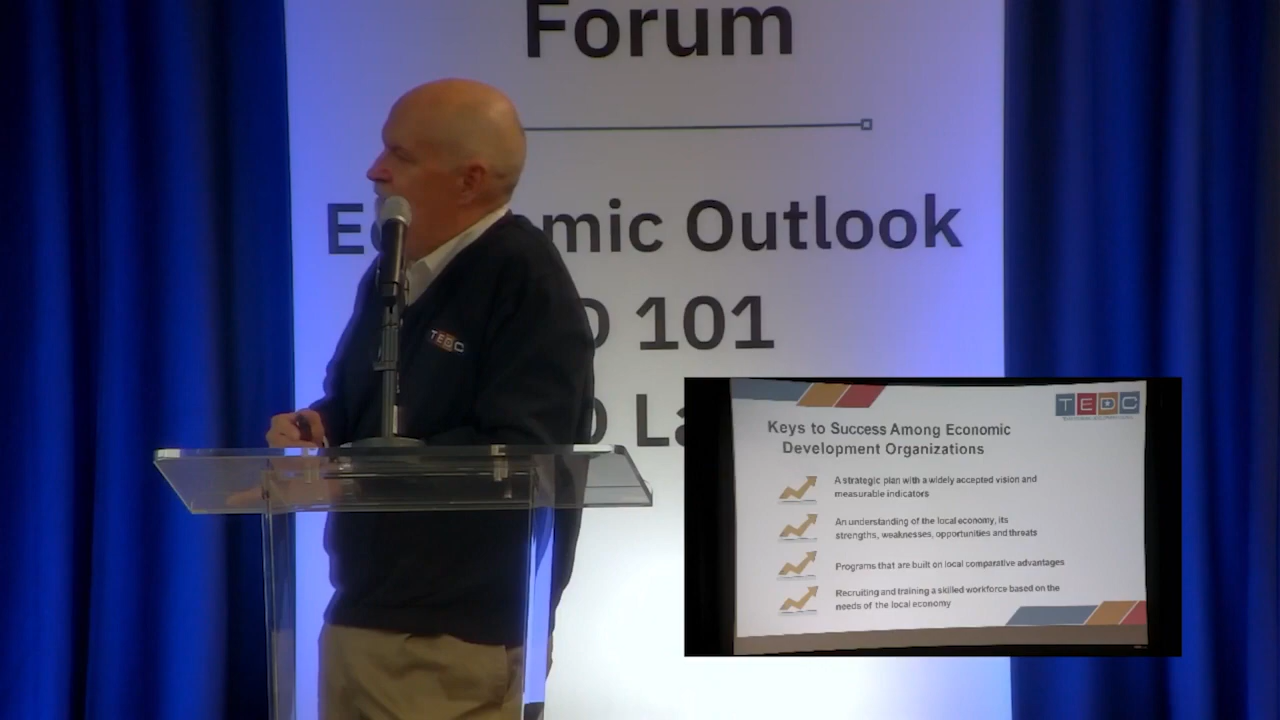 Forum
Economic Outlook
101
TEDC
TEDC
Keys to Success Among Economic
Development Organizations
A strategic plan with a widely accepted vision and
measurable indicators
An understanding of the local economy, its
strengths, weaknesses, opportunities and threats
Programs that are built on local comparative advantages
Recruiting and training a skilled workforce based on the
needs of the local economy